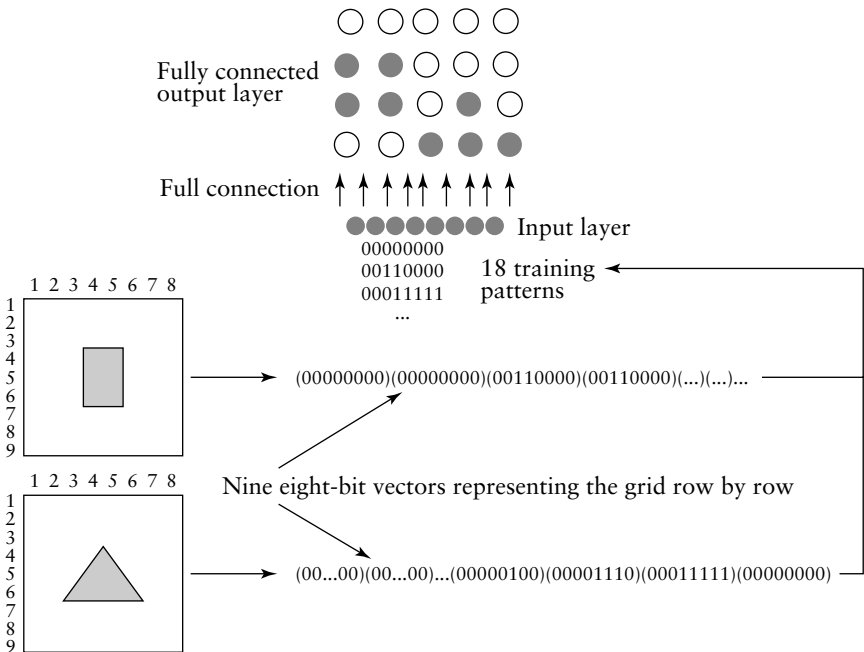 Fully connected
output layer
Full connection
Input layer
00000000
00110000
00011111
...
18 training
patterns
1 2 3 4 5 6 7 8
1
2
3
4
5
6
7
8
9
(00000000)(00000000)(00110000)(00110000)(...)(...)...
Nine eight-bit vectors representing the grid row by row
1 2 3 4 5 6 7 8
1
2
3
4
5
6
7
8
9
(00...00)(00...00)...(00000100)(00001110)(00011111)(00000000)